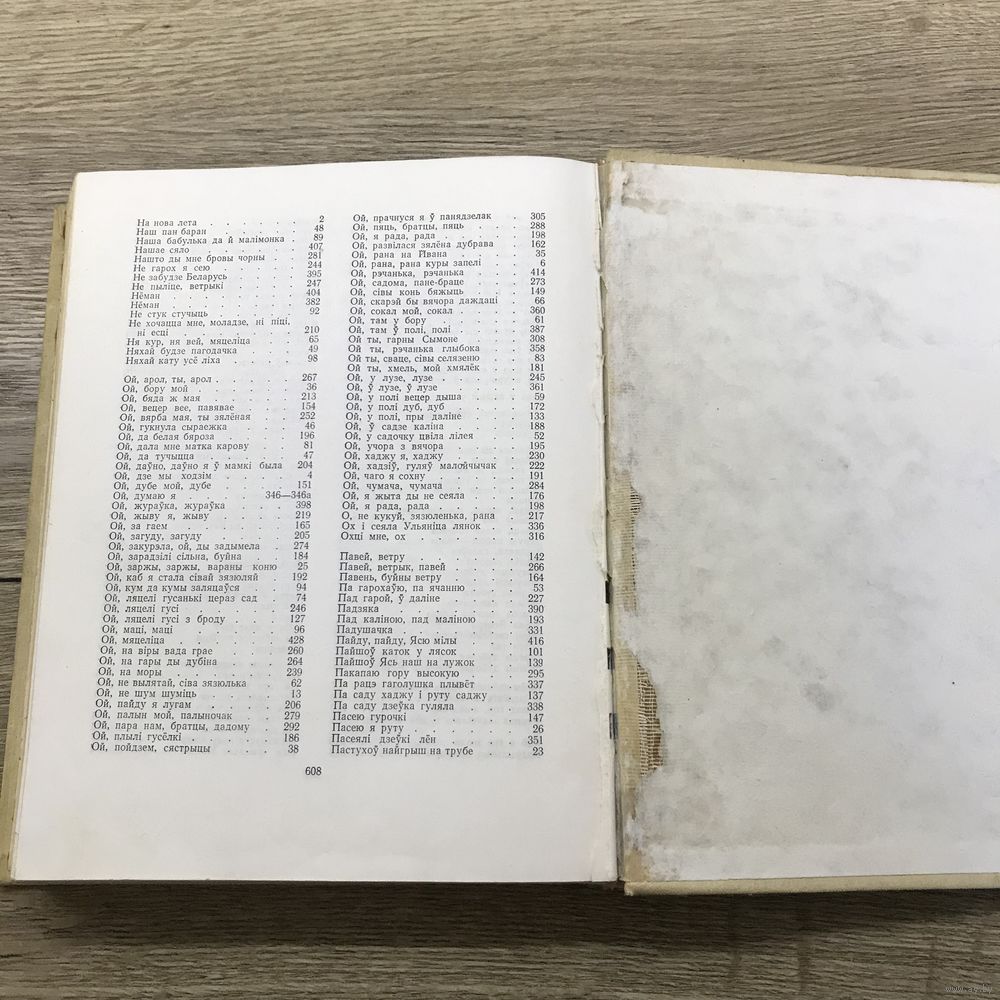 На нова лета . . . . . . 2
Наш пан баран . . . . . 48
Наша бабулька да й малімонка . 89
Нашае сяло . . . . . . 407
Нашто ды мне бровы чорны . . 281
Не гарох я сею . . . . . 244
Не забудзе Беларусь . . . . 395
Не пыліце, ветрыкі . . . . 247
Нёман . . . . . . . 404
Нёман . . . . . . . 382
Не стук стучыць . . . . . 92
Не хочацца мне, моладзе, ні піці,
ні есці . . . . . . 210
Ня кур, ня вей, мяцеліца . . . 65
Няхай будзе пагодачка . . . 49
Няхай кату усё ліха . . . . 98
Ой, арол, ты, арол . . . . . 267
Ой, бору мой . . . . . . 36
Ой, бяда ж мая . . . . . 213
Ой, вецер вее, павявае . . . 154
Ой, вярба мая, ты зялёная . . 252
Ой, гукнула сыраежка . . . 46
Ой, да белая бяроза . . . . 196
Ой, дала мне матка карову . . 81
Ой, да тучыцца . . . . . 47
Ой, даўно, даўно я ў мамкі была 204
Ой, дзе мы ходзім . . . . 4
Ой, дубе мой, дубе . . . . 151
Ой, думаю я . . . . 346—346а
Ой, жураўка, жураўка . . . 398
Ой, жыву я, жыву . . . . 219
Ой, за гаем . . . . . . 165
Ой, загуду, загуду . . . . 205
Ой, закурэла, ой, ды задымела . 274
Ой, зарадзілі сільна, буйна . . 184
Ой, заржы, заржы, вараны коню 25
Ой, каб я стала сівай зязюляй . 192
Ой, кум да кумы заляцаўся . . 94
Ой, ляцелі гусанькі цераз сад . 74
Ой, ляцелі гусі . . . . . 246
Ой, ляцелі гусі з броду . . . 127
Ой, маці, маці . . . . . 96
Ой, мяцеліца . . . . . . 428
Ой, на віры вада грае . . . 260
Ой, на гары ды дубіна . . . 264
Ой, на моры . . . . . . 239
Ой, не вылятай, сіва зязюлька . 62
Ой, не шум шуміць . . . . 13
Ой, пайду я лугам . . . . 206
Ой, палын мой, палыночак . . 279
Ой, пара нам, братцы, дадому . 292
Ой, плылі гусёлкі . . . . 186
Ой, пойдзем, сястрыцы . . . 38
Ой, прачнуся я ў панядзелак . 305
Ой, пяць, братцы, пяць . . . 288
Ой, я рада, рада . . . . . 198
Ой, развілася зялёна дубрава . 162
Ой, рана на Йвана . . . . 35
Ой, рана, рана куры запелі . . 6
Ой, рэчанька, рэчанька . . . 414
Ой, садома, пане-браце . . . 273
Ой, сівы конь бяжыць . . . 149
Ой, скарэй бы вячора даждаці . 66
Ой, сокал мой, сокал . . . . 360
Ой, там у бору . . . . . 61
Ой, там ў полі, полі . . . . 387
Ой ты, гарны Сымоне . . . 308
Ой ты, рэчанька глыбока . . 358
Ой ты, сваце, сівы селязеню . . 83
Ой ты, хмель, мой хмялёк . . 181
Ой, у лузе, лузе . . . . . 245
Ой, ў лузе, ў лузе . . . . 361
Ой, у полі вецер дыша . . . 59
Ой, у полі дуб, дуб . . . . 172
Ой, у полі, пры даліне . . . 133
Ой, ў садзе каліна . . . . 188
Ой, у садочку цвіла лілея . . 52
Ой, учора з вячора . . . . 195
Ой, хаджу я, хаджу . . . . 230
Ой, хадзіў, гуляў малойчычак . 222
Ой, чаго я сохну . . . . . 191
Ой, чумача, чумача . . . . 284
Ой, я жыта ды не сеяла . . . 176
Ой, я рада, рада . . . . . 198
О, не кукуй, зязюленька, рана . 217
Ох і сеяла Ульяніца лянок . . 336
Охці мне, ох . . . . . . 316
Павей, ветру . . . . . . 142
Павей, ветрык, павей . . . . 266
Павень, буйны ветру . . . . 164
Па гарохаўю, па ячанню . . . 53
Пад гарой, ў даліне . . . . 227
Падзяка . . . . . . . 390
Пад каліною, пад маліною . . 193
Падушачка . . . . . . 331
Пайду, пайду, Ясю мілы . . . 416
Пайшоў каток у лясок . . . 101
Пайшоў Ясь наш на лужок . . 139
Пакапаю гору высокую . . . 295
Па рацэ гаголушка плывёт . . 337
Па саду хаджу і руту саджу . 137
Па саду дзеўка гуляла . . . 338
Пасею гурочкі . . . . . 147
Пасею я руту . . . . . . 26
Пасеялі дзеўкі лён . . . . 351
Пастухоў найгрыш на трубе . . 23
608